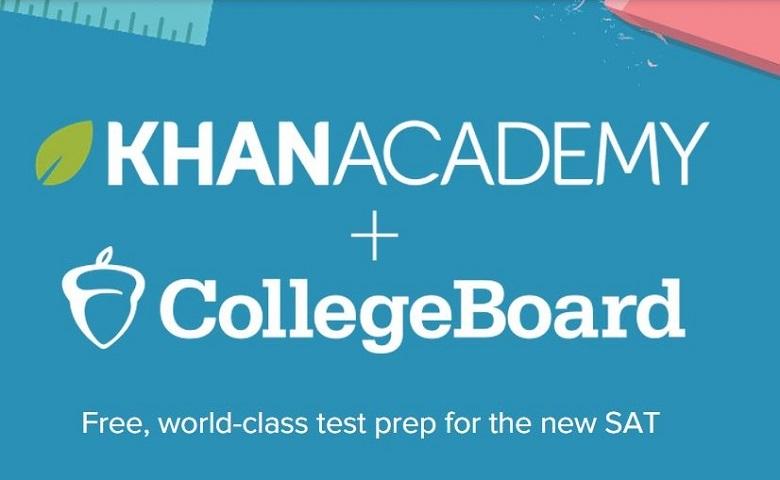 KHANACADEMY
+
CollegeBoard
Free, world-class test prep for the new SAT